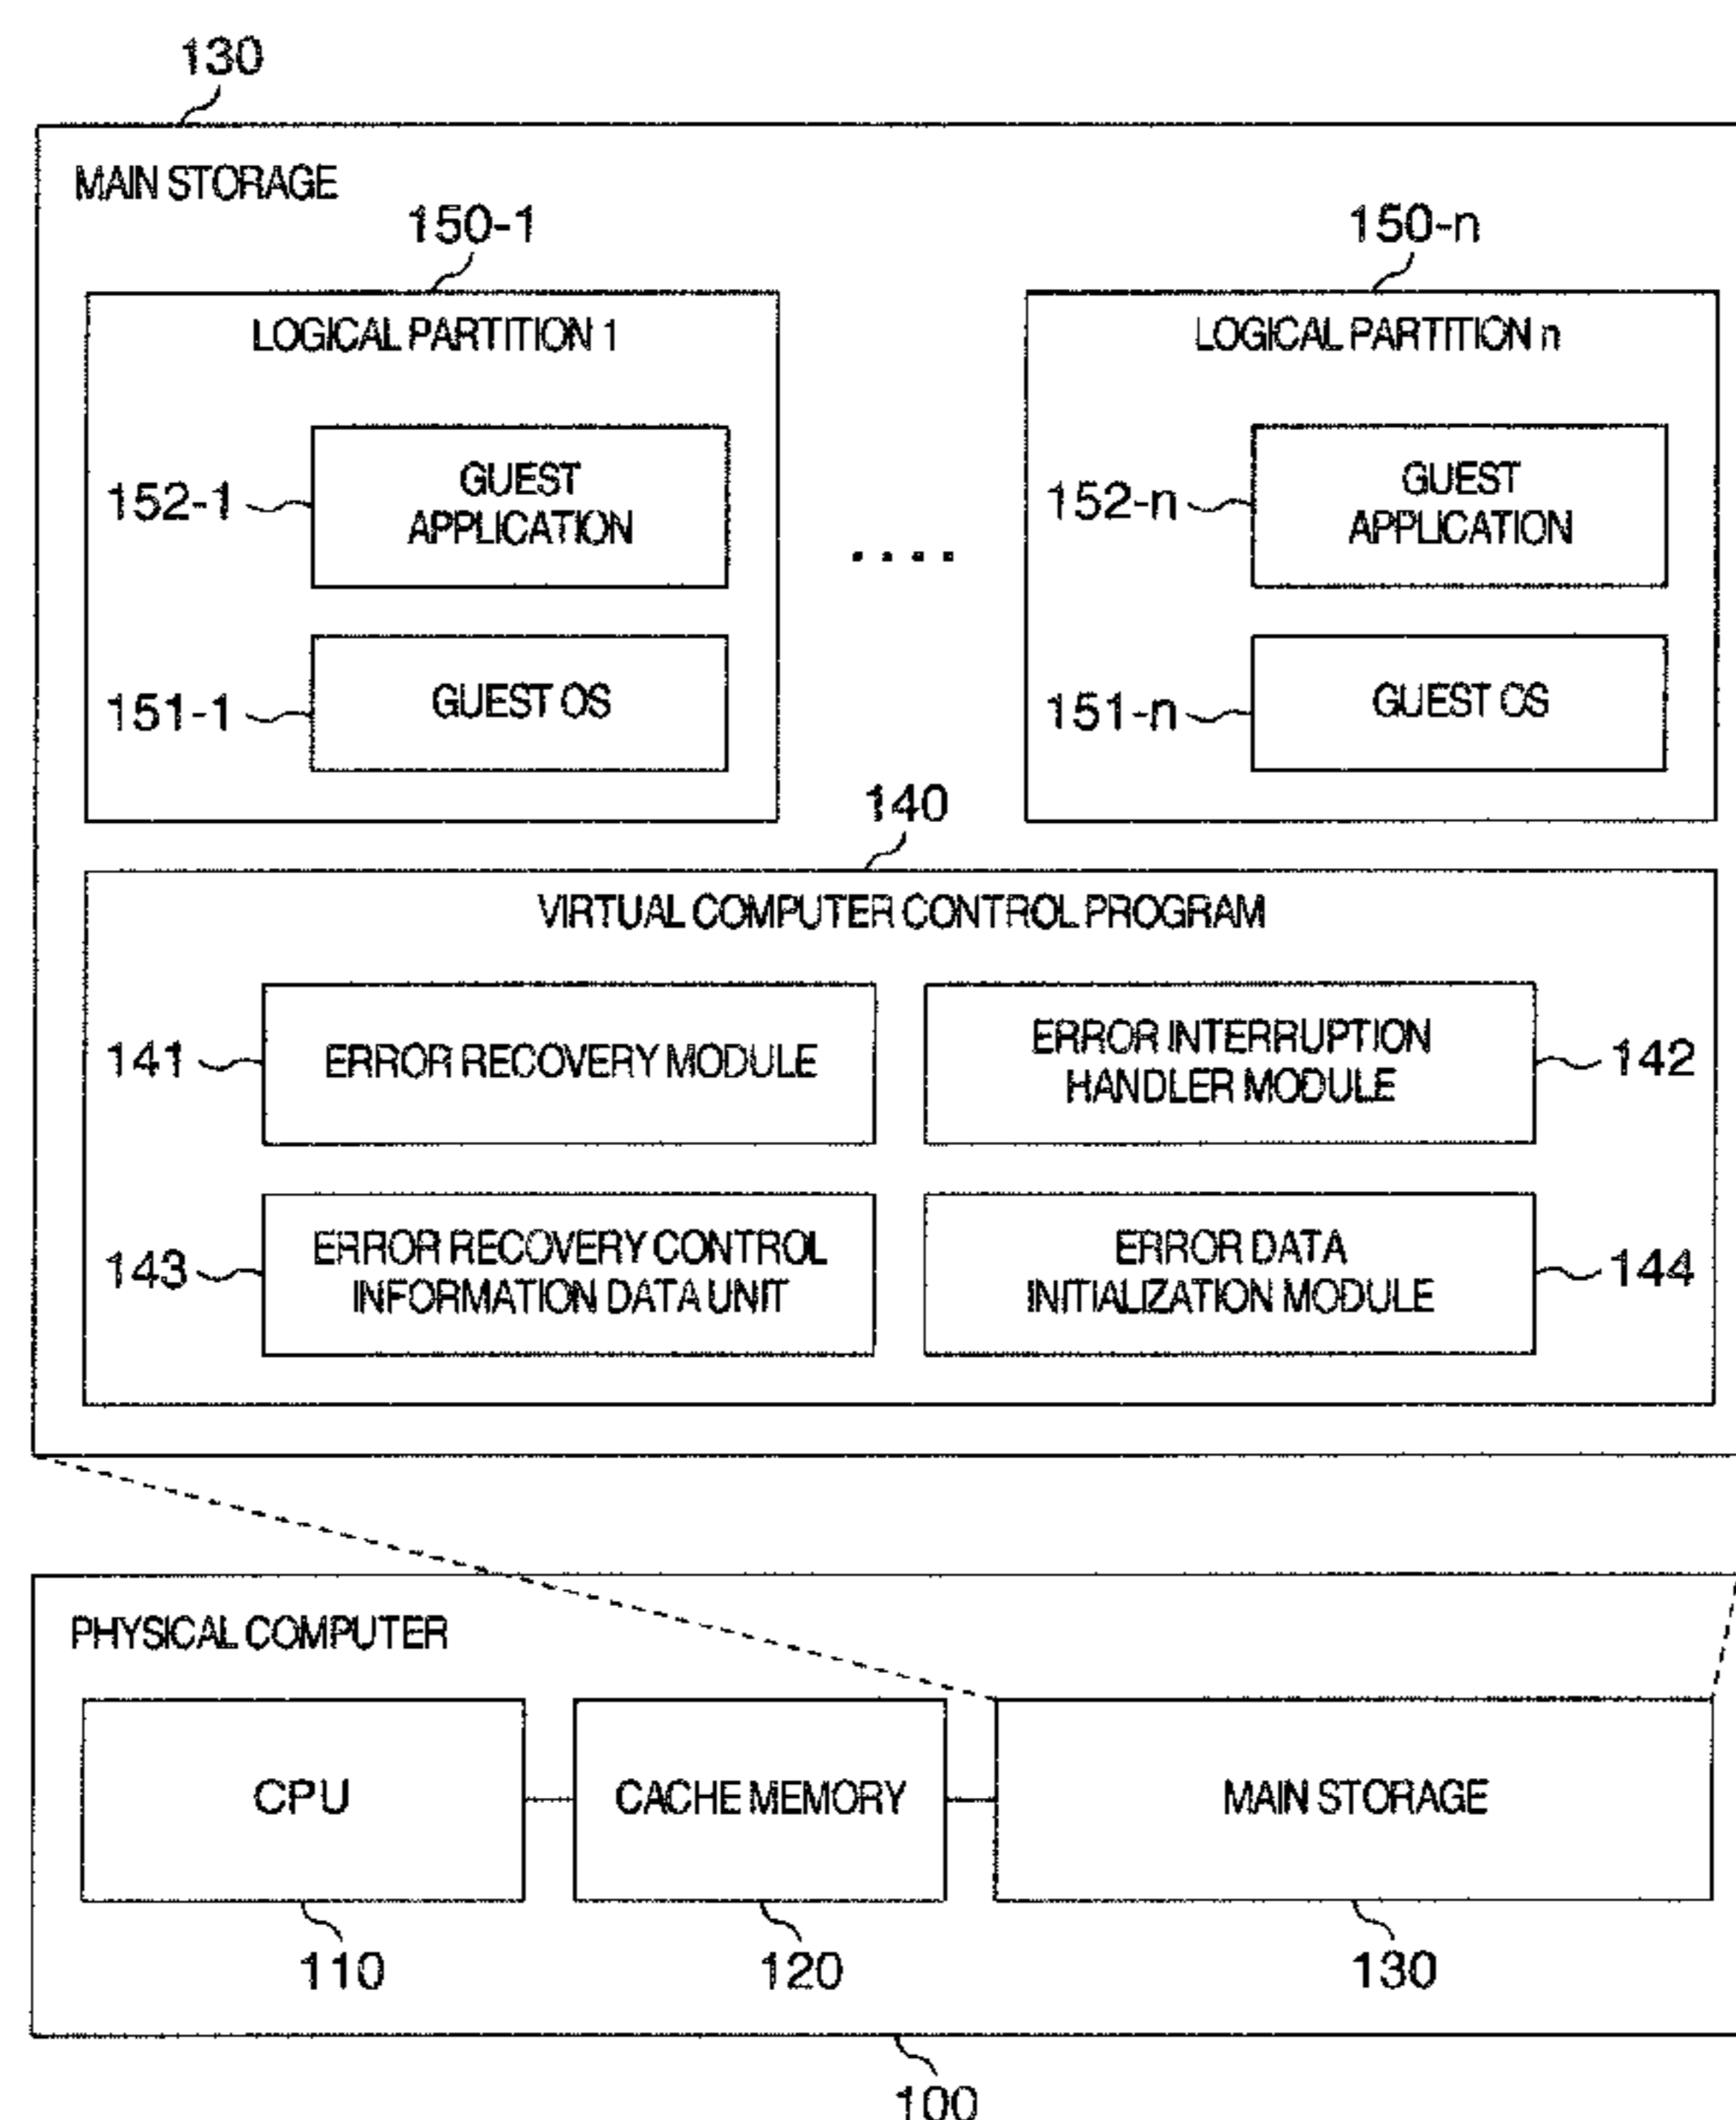 130
MAIN STORAGE
150-1
150-n
LOGICAL PARTITION 1
LOGICAL PARTITION n
152-1
GUEST
APPLICATION
....
152-n
GUEST
APPLICATION
151-1
GUEST OS
151-n
GUEST OS
140
VIRTUAL COMPUTER CONTROL PROGRAM
141
ERROR RECOVERY MODULE
ERROR INTERRUPTION
HANDLER MODULE
142
143
ERROR RECOVERY CONTROL
INFORMATION DATA UNIT
ERROR DATA
INITIALIZATION MODULE
144
PHYSICAL COMPUTER
CPU
CACHE MEMORY
MAIN STORAGE
110
120
130
100